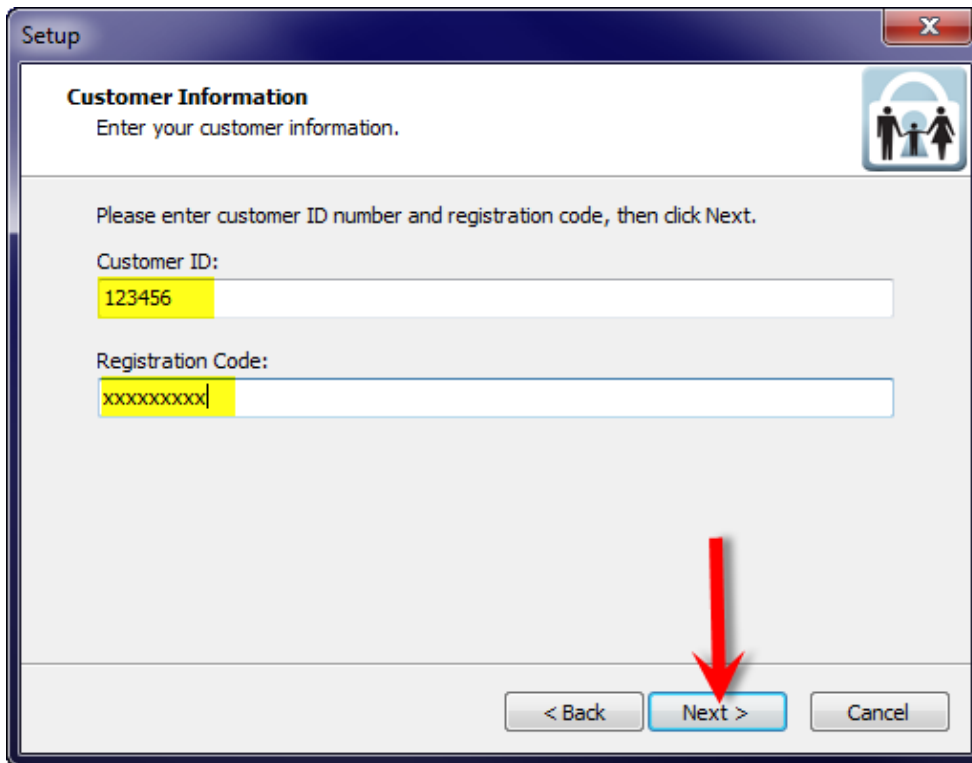 Setup
X
Customer Information
Enter your customer information.
Please enter customer ID number and registration code, then click Next.
Customer ID:
123456
Registration Code:
xxxxxxxxx
< Back Next > Cancel